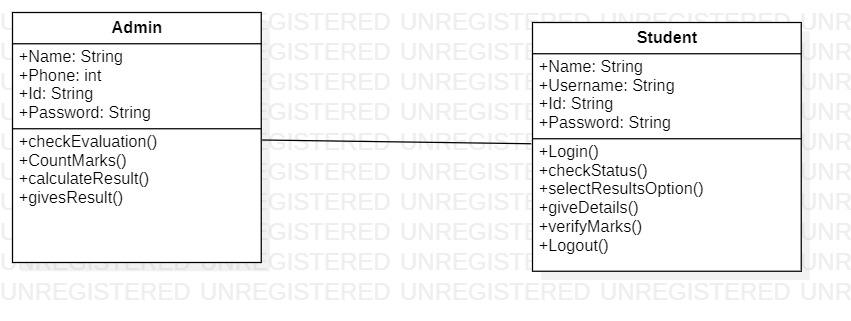 Admin
+Name: String
+Phone: int
+Id: String
+Password: String
+checkEvaluation()
+CountMarks()
+calculateResult()
+givesResult()
Student
+Name: String
+Username: String
+Id: String
+Password: String
+Login()
+checkStatus()
+selectResultsOption()
+giveDetails()
+verifyMarks()
+Logout()
UNREGISTERED UNREGISTERED UNREGISTERED UNREGISTERED